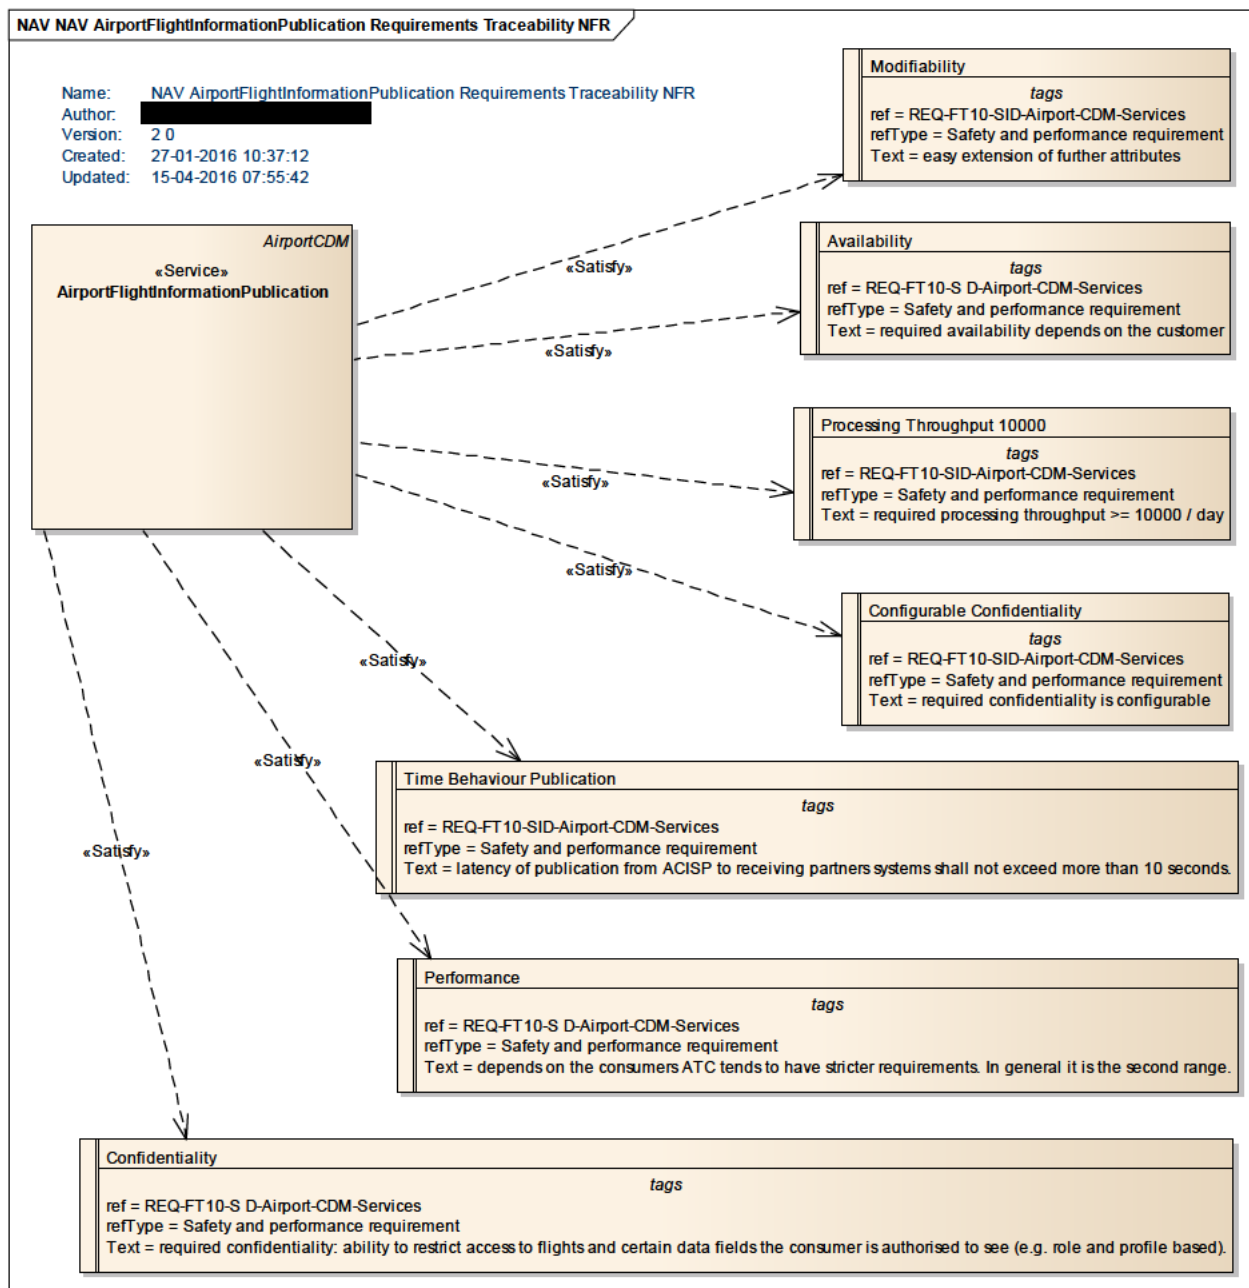 NAV NAV AirportFlightInformationPublication Requirements Traceability NFR
Name: NAV AirportFlightInformationPublication Requirements Traceability NFR
Author:
Version: 2 0
Created: 27-01-2016 10:37:12
Updated: 15-04-2016 07:55:42
AirportCDM
«Service»
AirportFlightInformationPublication
Modifiability
tags
ref = REQ-FT10-SID-Airport-CDM-Services
refType = Safety and performance requirement
Text = easy extension of further attributes
«Satisfy»
Availability
tags
ref = REQ-FT10-S D-Airport-CDM-Services
refType = Safety and performance requirement
Text = required availability depends on the customer
«Satisfy»
Processing Throughput 10000
tags
ref = REQ-FT10-SID-Airport-CDM-Services
refType = Safety and performance requirement
Text = required processing throughput >= 10000 / day
«Satisfy»
Configurable Confidentiality
tags
ref = REQ-FT10-SID-Airport-CDM-Services
refType = Safety and performance requirement
Text = required confidentiality is configurable
«Satisfy»
«Satisfy»
Time Behaviour Publication
tags
ref = REQ-FT10-SID-Airport-CDM-Services
refType = Safety and performance requirement
Text = latency of publication from ACISP to receiving partners systems shall not exceed more than 10 seconds.
«Satisfy»
Performance
tags
ref = REQ-FT10-S D-Airport-CDM-Services
refType = Safety and performance requirement
Text = depends on the consumers ATC tends to have stricter requirements. In general it is the second range.
«Satisfy»
Confidentiality
tags
ref = REQ-FT10-S D-Airport-CDM-Services
refType = Safety and performance requirement
Text = required confidentiality: ability to restrict access to flights and certain data fields the consumer is authorised to see (e.g. role and profile based).